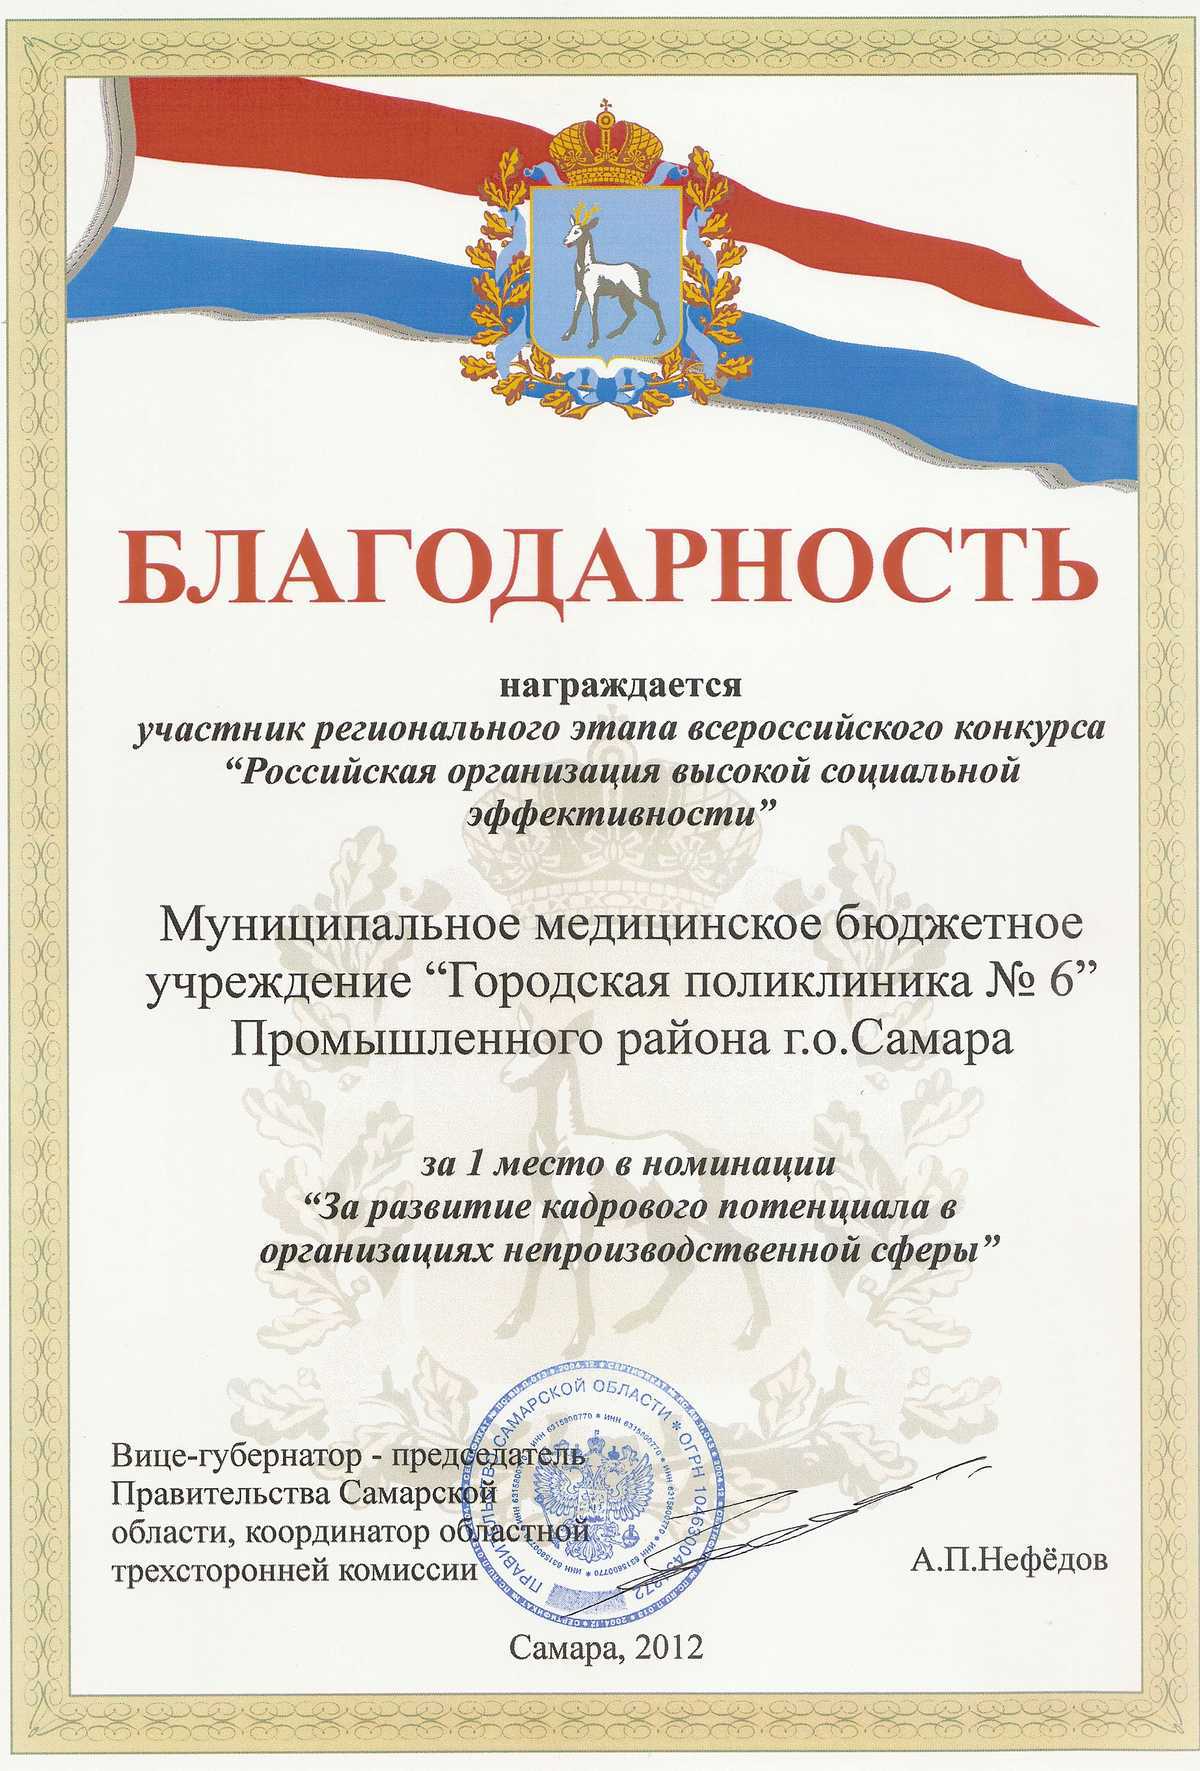 БЛАГОДАРНОСТЬ
награждается
участник регионального этапа всероссийского конкурса
“Российская организация высокой социальной
эффективности”
Муниципальное медицинское бюджетное
учреждение “Городская поликлиника № 6”
Промышленного района г.о.Самара
за 1 место в номинации
“За развитие кадрового потенциала в
организациях непроизводственной сферы”
Вице-губернатор - председатель
Правительства Самарской
области, координатор областной
трехсторонней комиссии
А.П.Нефёдов
ПРАВИТЕЛЬСТВО САМАРСКОЙ ОБЛАСТИ * ОГРН
ИНН 6315800770
Самара, 2012